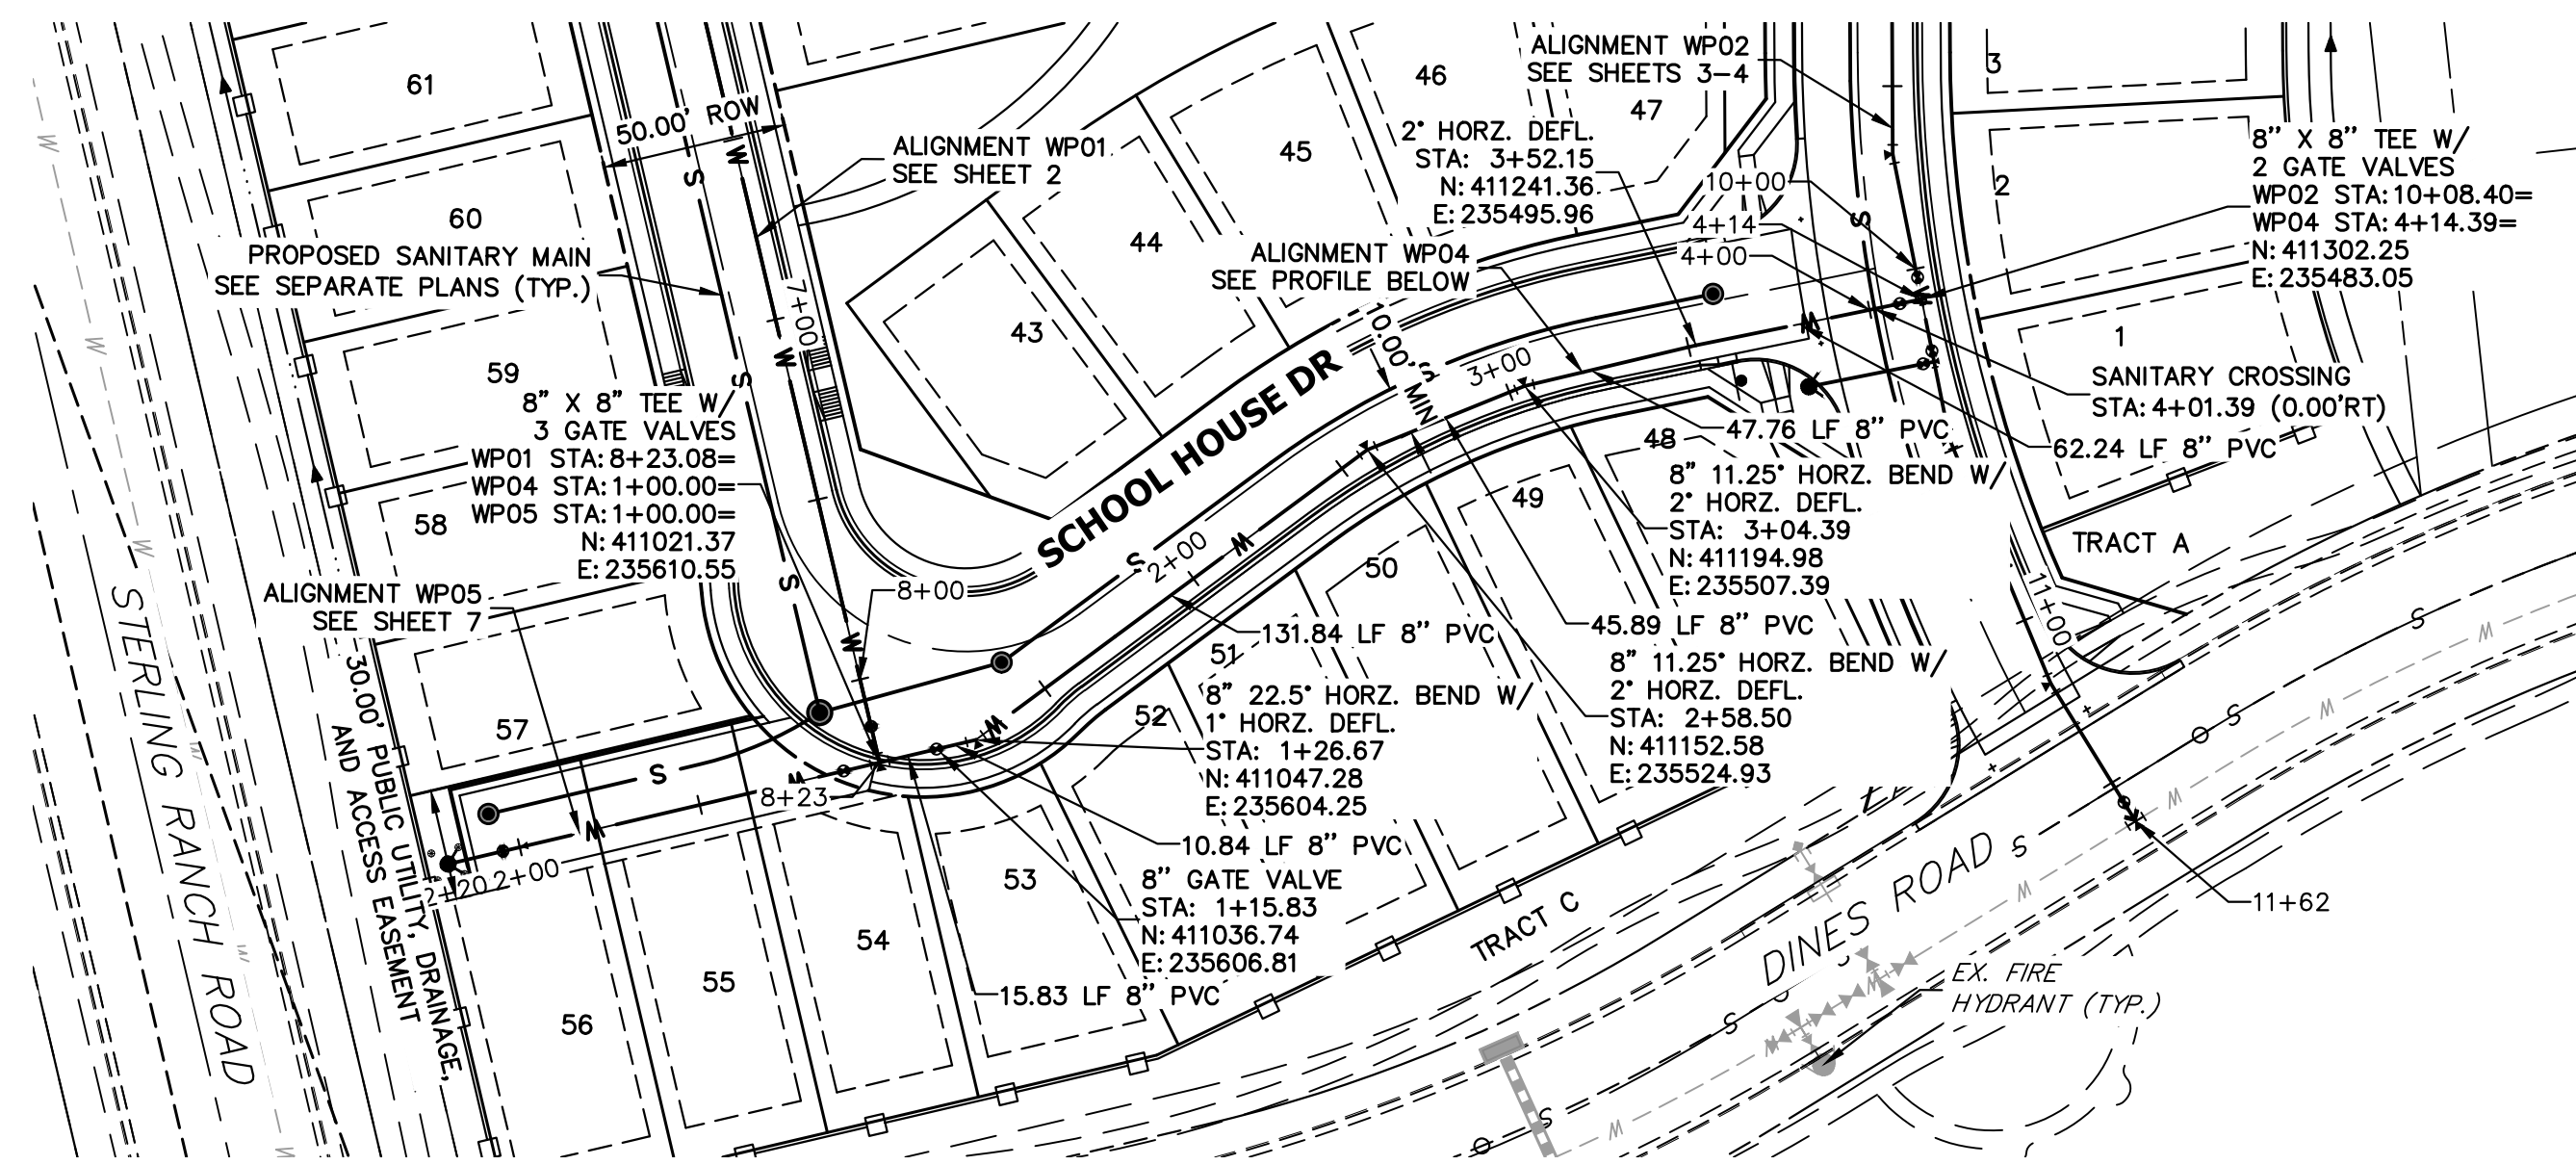 61
50.00' ROW
60
PROPOSED SANITARY MAIN
SEE SEPARATE PLANS (TYP.)
ALIGNMENT WP01
SEE SHEET 2
7+00
59
8” X 8” TEE W/
3 GATE VALVES
WP01 STA: 8+23.08=
WP04 STA: 1+00.00=
WP05 STA: 1+00.00=
N: 411021.37
E: 235610.55
58
ALIGNMENT WP05
SEE SHEET 7
57
STERLING RANCH ROAD
30.00' PUBLIC UTILITY, DRAINAGE,
AND ACCESS EASEMENT
2+20
2+00
8+23
8+00
56
55
54
53
52
51
50
49
48
43
44
45
46
47
ALIGNMENT WP02
SEE SHEETS 3-4
2° HORZ. DEFL.
STA: 3+52.15
N: 411241.36
E: 235495.96
ALIGNMENT WP04
SEE PROFILE BELOW
10+00
4+14
4+00
3
2
1
8” X 8” TEE W/
2 GATE VALVES
WP02 STA: 10+08.40=
WP04 STA: 4+14.39=
N: 411302.25
E: 235483.05
SANITARY CROSSING
STA: 4+01.39 (0.00'RT)
62.24 LF 8” PVC
47.76 LF 8” PVC
8” 11.25° HORZ. BEND W/
2° HORZ. DEFL.
STA: 3+04.39
N: 411194.98
E: 235507.39
45.89 LF 8” PVC
8” 11.25° HORZ. BEND W/
2° HORZ. DEFL.
STA: 2+58.50
N: 411152.58
E: 235524.93
SCHOOL HOUSE DR
3+00
2+00
131.84 LF 8” PVC
8” 22.5° HORZ. BEND W/
1° HORZ. DEFL.
STA: 1+26.67
N: 411047.28
E: 235604.25
10.84 LF 8” PVC
8” GATE VALVE
STA: 1+15.83
N: 411036.74
E: 235606.81
15.83 LF 8” PVC
TRACT A
TRACT C
11+00
11+62
DINES ROAD
EX. FIRE
HYDRANT (TYP.)